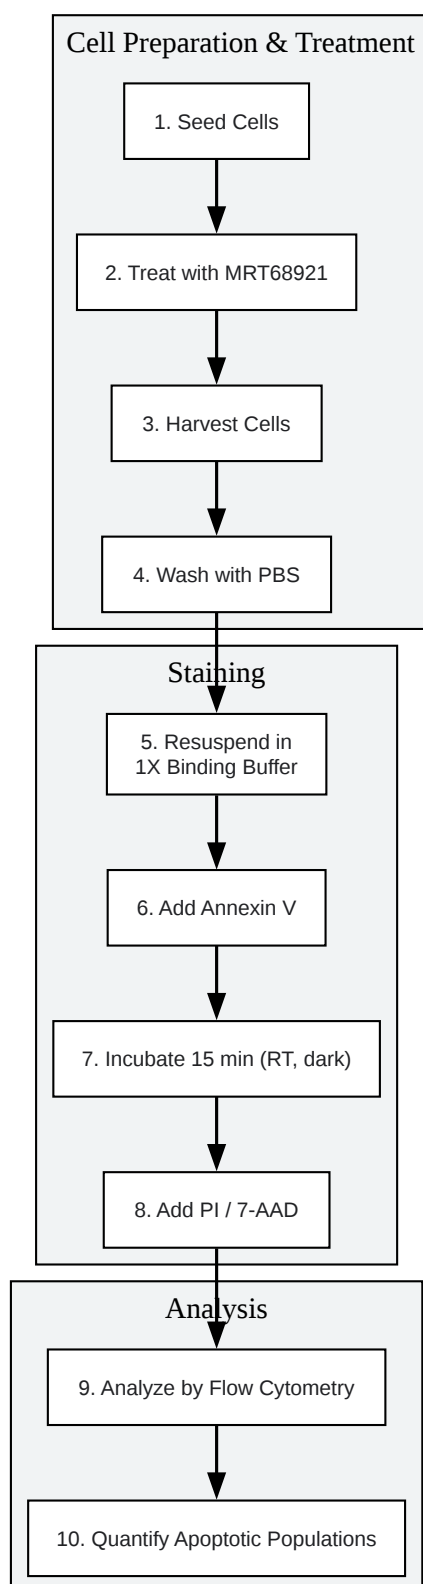 Cell Preparation & Treatment
1. Seed Cells
2. Treat with MRT68921
3. Harvest Cells
4. Wash with PBS
Staining
5. Resuspend in
1X Binding Buffer
6. Add Annexin V
7. Incubate 15 min (RT, dark)
8. Add PI / 7-AAD
Analysis
9. Analyze by Flow Cytometry
10. Quantify Apoptotic Populations